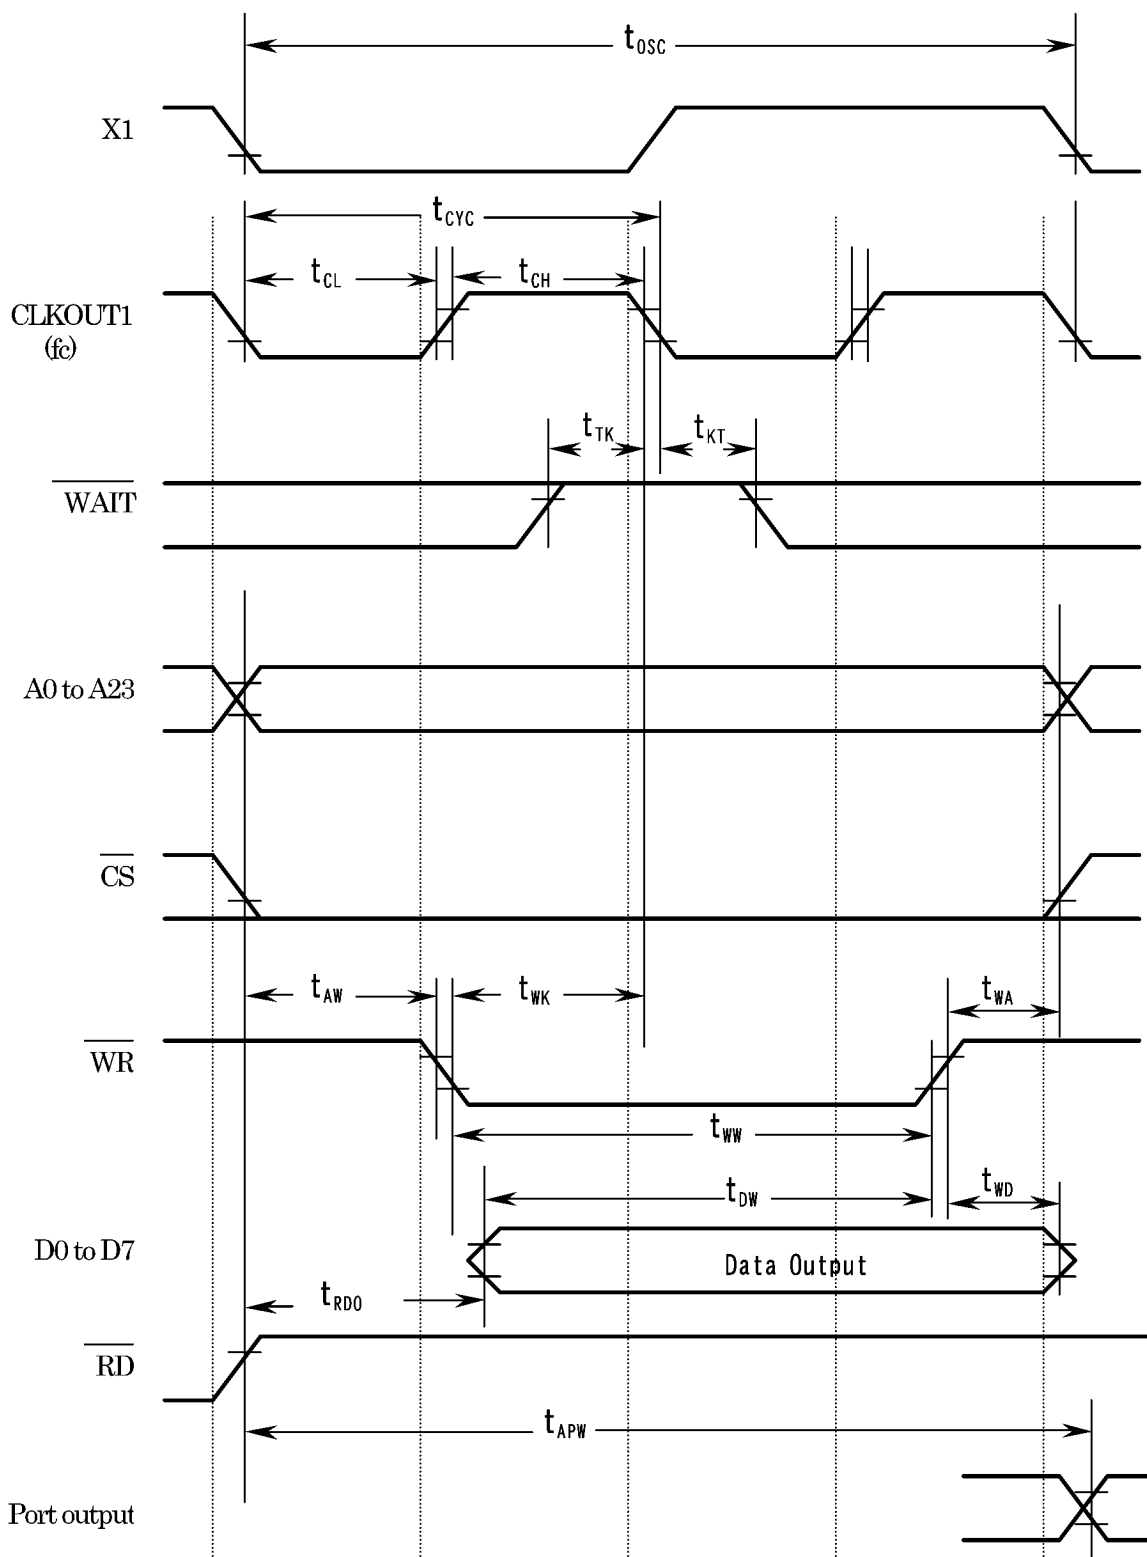 tOSC
X1
tCYC
tCL
tCH
CLKOUT1
(fc)
tTK
tKT
WAIT
A0 to A23
CS
tAW
tWK
tWA
WR
tWW
tDW
tWD
D0 to D7
Data Output
tRDO
RD
tAPW
Port output